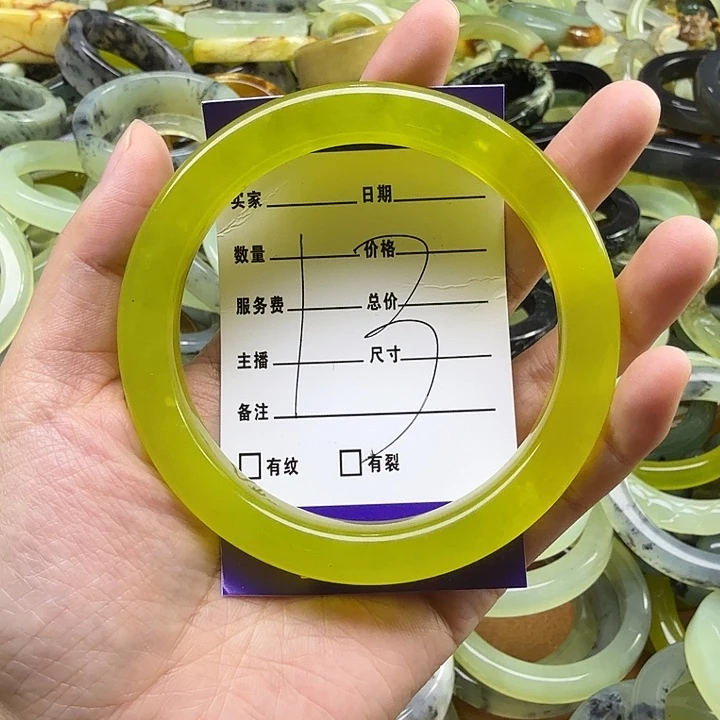 买家 日期
数量 价格
服务费 总价
主播 尺寸
备注
有纹 有裂
13